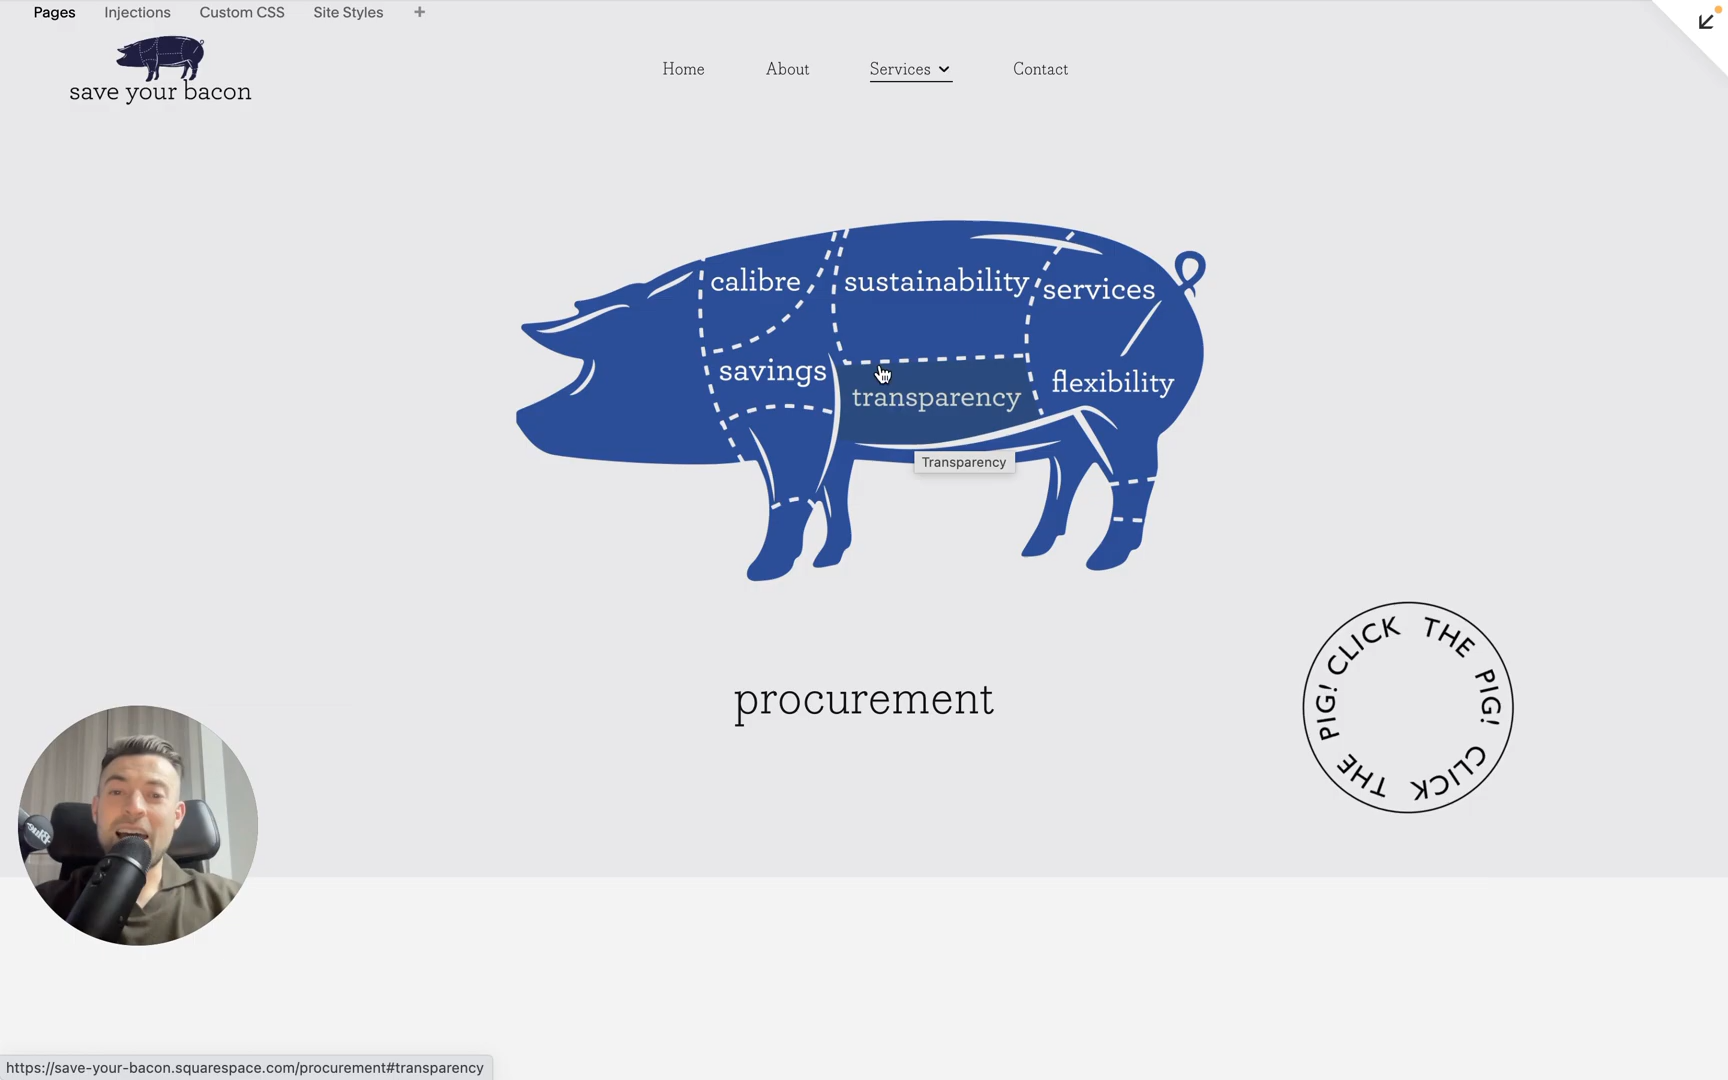 Pages Injections Custom CSS Site Styles +
save your bacon
Home About Services Contact
calibre
sustainability
services
savings
transparency
flexibility
Transparency
procurement
CLICK THE PIG! CLICK THE PIG!
https://save-your-bacon.squarespace.com/procurement#transparency